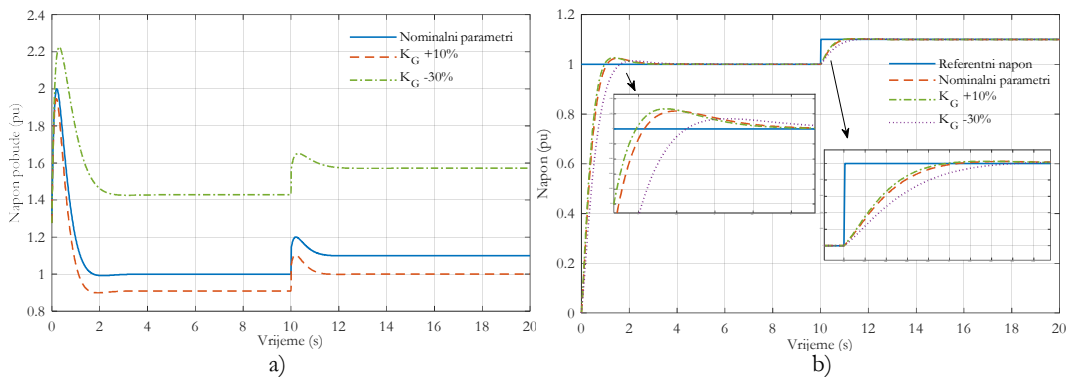 2.4
2.2
2
1.8
1.6
1.4
1.2
1
0.8
0 2 4 6 8 10 12 14 16 18 20
Napon pobude (pu)
Vrijeme (s)
Nominalni parametri
K_G +10%
K_G -30%
a)
1.2
1
0.8
0.6
0.4
0.2
0
0 2 4 6 8 10 12 14 16 18 20
Napon (pu)
Vrijeme (s)
Referentni napon
Nominalni parametri
K_G +10%
K_G -30%
b)